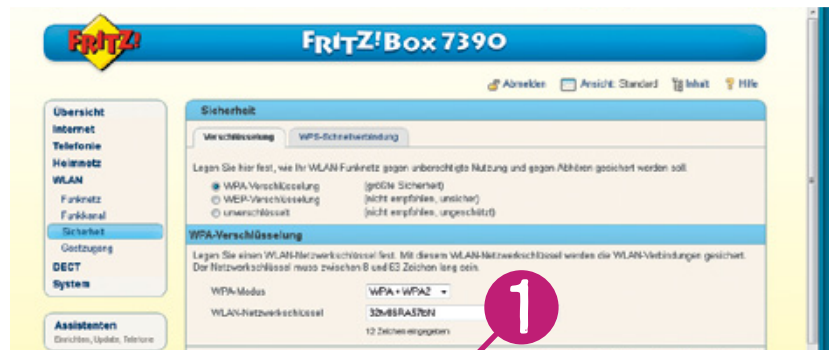 FRITZ!
FRITZ!Box 7390
Abmelden Ansicht: Standard Inhalt Hilfe
Übersicht
Internet
Telefonie
Heimnetz
WLAN
Funknetz
Funkkanal
Sicherheit
Gastzugang
DECT
System
Assistenten
Einrichten, Update, Telefone
Sicherheit
Verschlüsselung WPS-Schnellverbindung
Legen Sie hier fest, wie Ihr WLAN-Funknetz gegen unberechtigte Nutzung und gegen Abhören gesichert werden soll.
WPA-Verschlüsselung (größte Sicherheit)
WEP-Verschlüsselung (nicht empfohlen, unsicher)
unverschlüsselt (nicht empfohlen, ungeschützt)
WPA-Verschlüsselung
Legen Sie einen WLAN-Netzwerkschlüssel fest. Mit diesem WLAN-Netzwerkschlüssel werden die WLAN-Verbindungen gesichert.
Der Netzwerkschlüssel muss zwischen 8 und 63 Zeichen lang sein.
WPA-Modus WPA + WPA2
WLAN-Netzwerkschlüssel
12 Zeichen eingegeben
1